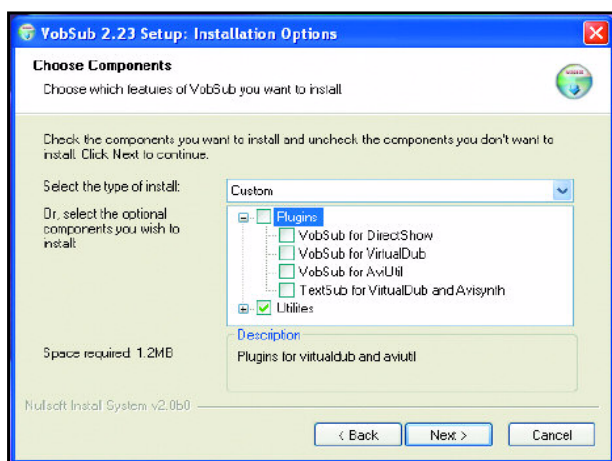 VobSub 2.23 Setup: Installation Options
Choose Components
Choose which features of VobSub you want to install
Check the components you want to install and uncheck the components you don't want to
install. Click Next to continue.
Select the type of install:
Custom
Or, select the optional
components you wish to
install:
Plugins
VobSub for DirectShow
VobSub for VirtualDub
VobSub for AviUtil
TextSub for VirtualDub and Avisynth
Utilites
Space required: 1.2MB
Description
Plugins for virtualdub and aviutil
Nullsoft Install System v2.0b0
< Back
Next >
Cancel